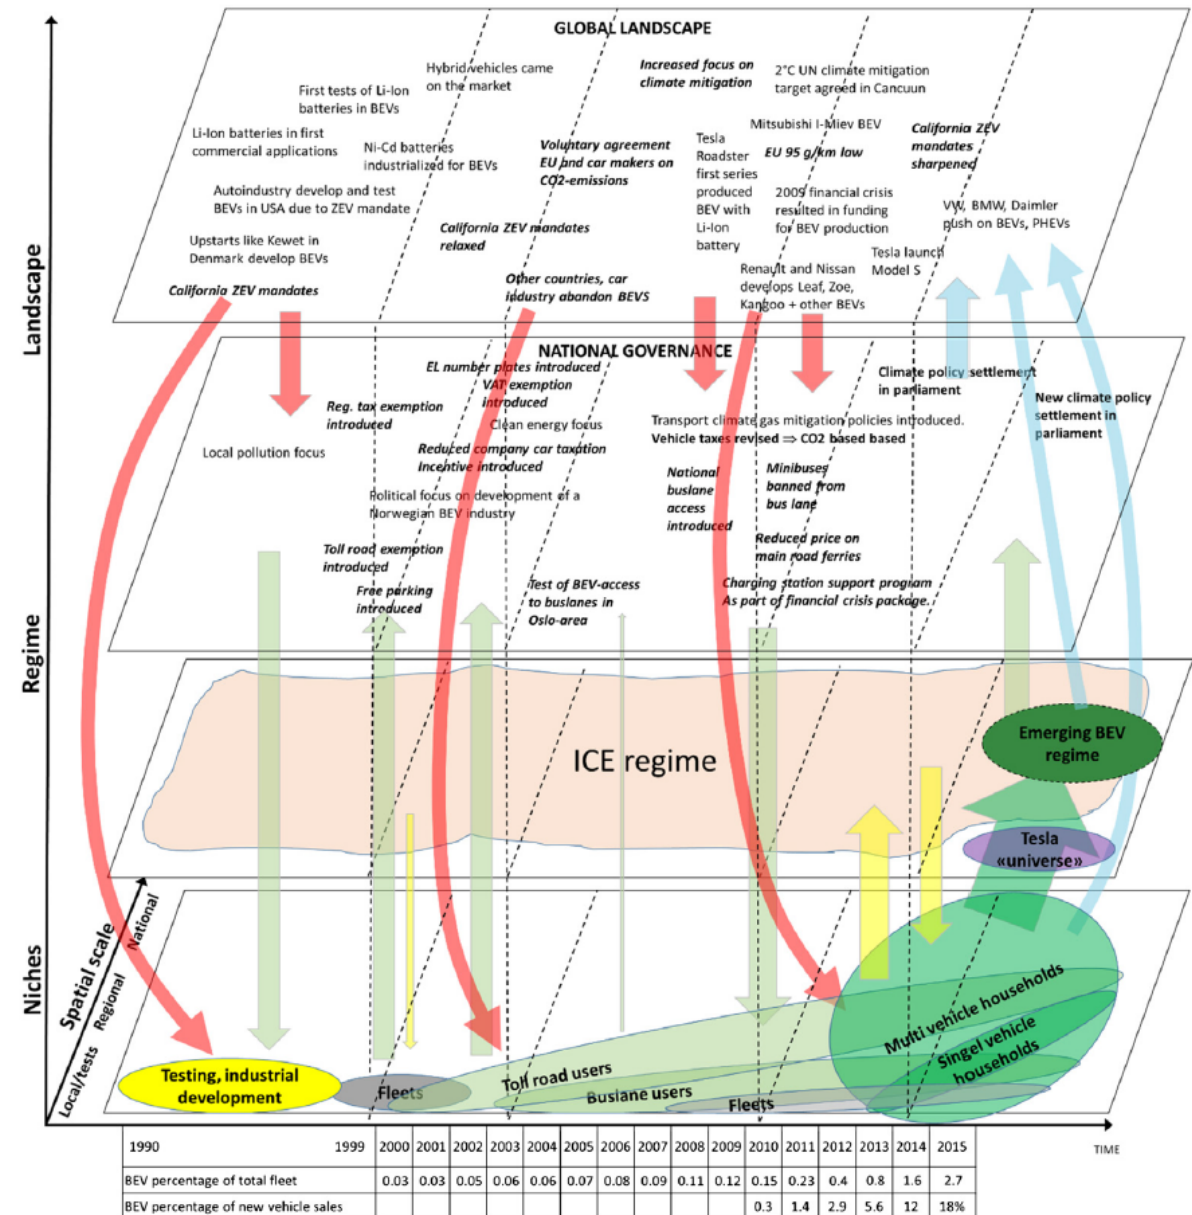 GLOBAL LANDSCAPE
Hybrid vehicles came
on the market
First tests of Li-Ion
batteries in BEVs
Li-Ion batteries in first
commercial applications
Ni-Cd batteries
industrialized for BEVs
Autoindustry develop and test
BEVs in USA due to ZEV mandate
Upstarts like Kewet in
Denmark develop BEVs
California ZEV mandates
California ZEV mandates
relaxed
Voluntary agreement
EU and car makers on
CO2-emissions
Other countries, car
industry abandon BEVS
Increased focus on
climate mitigation
Tesla
Roadster
first series
produced
BEV with
Li-Ion
battery
2°C UN climate mitigation
target agreed in Cancuun
Mitsubishi I-Miev BEV
EU 95 g/km law
2009 financial crisis
resulted in funding
for BEV production
Renault and Nissan
develops Leaf, Zoe,
Kangoo + other BEVs
Tesla launch
Model S
California ZEV
mandates
sharpened
VW, BMW, Daimler
push on BEVs, PHEVs
Landscape
NATIONAL GOVERNANCE
EL number plates introduced
VAT exemption
introduced
Reg. tax exemption
introduced
Clean energy focus
Local pollution focus
Reduced company car taxation
Incentive introduced
Political focus on development of a
Norwegian BEV industry
Toll road exemption
introduced
Free parking
introduced
Test of BEV-access
to buslanes in
Oslo-area
Climate policy settlement
in parliament
New climate policy
settlement in
parliament
Transport climate gas mitigation policies introduced.
Vehicle taxes revised ⇒ CO2 based based
National
buslane
access
introduced
Minibuses
banned from
bus lane
Reduced price on
main road ferries
Charging station support program
As part of financial crisis package.
Regime
ICE regime
Emerging BEV
regime
Tesla
«universe»
Niches
Spatial scale
Local/tests
Regional
National
Testing, industrial
development
Fleets
Toll road users
Buslane users
Fleets
Multi vehicle households
Singel vehicle
households
TIME
1990 1999 2000 2001 2002 2003 2004 2005 2006 2007 2008 2009 2010 2011 2012 2013 2014 2015
BEV percentage of total fleet 0.03 0.03 0.05 0.06 0.06 0.07 0.08 0.09 0.11 0.12 0.15 0.23 0.4 0.8 1.6 2.7
BEV percentage of new vehicle sales 0.3 1.4 2.9 5.6 12 18%